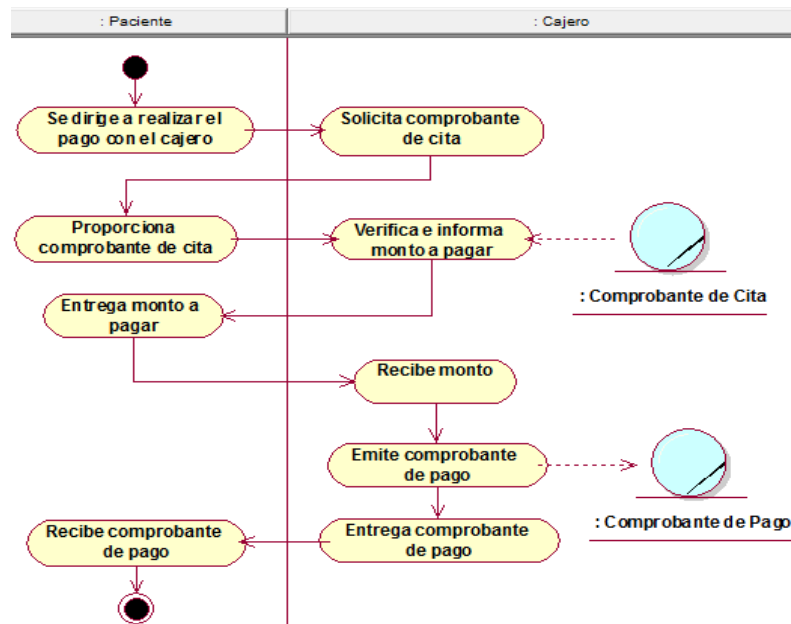 : Paciente
: Cajero
Se dirige a realizar el
pago con el cajero
Solicita comprobante
de cita
Proporciona
comprobante de cita
Verifica e informa
monto a pagar
: Comprobante de Cita
Entrega monto a
pagar
Recibe monto
Emite comprobante
de pago
: Comprobante de Pago
Entrega comprobante
de pago
Recibe comprobante
de pago